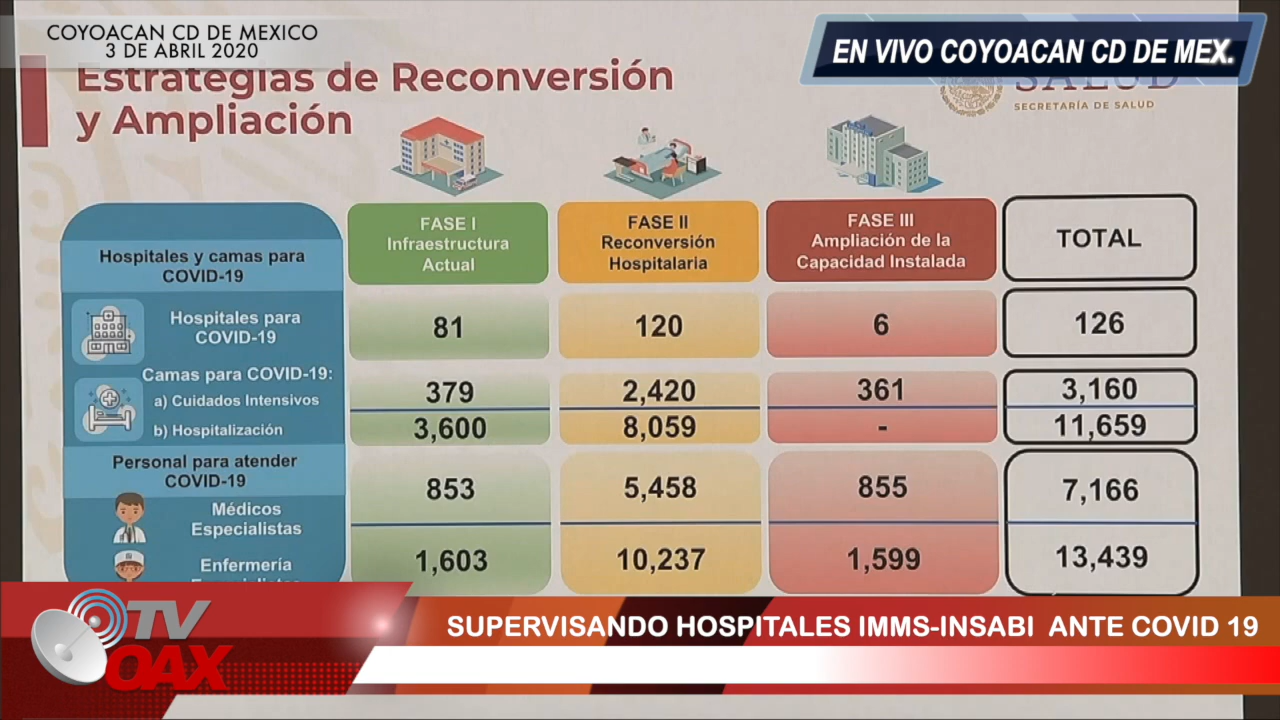 COYOACAN CD DE MEXICO
3 DE ABRIL 2020
EN VIVO COYOACAN CD DE MEX.
Estrategias de Reconversión
y Ampliación
SALUD
SECRETARÍA DE SALUD
Hospitales y camas para
COVID-19
FASE I
Infraestructura
Actual
FASE II
Reconversión
Hospitalaria
FASE III
Ampliación de la
Capacidad Instalada
TOTAL
Hospitales para
COVID-19
81
120
6
126
Camas para COVID-19:
a) Cuidados Intensivos
379
2,420
361
3,160
b) Hospitalización
3,600
8,059
-
11,659
Personal para atender
COVID-19
Médicos
Especialistas
853
5,458
855
7,166
Enfermería
1,603
10,237
1,599
13,439
TV
OAX
SUPERVISANDO HOSPITALES IMMS-INSABI ANTE COVID 19